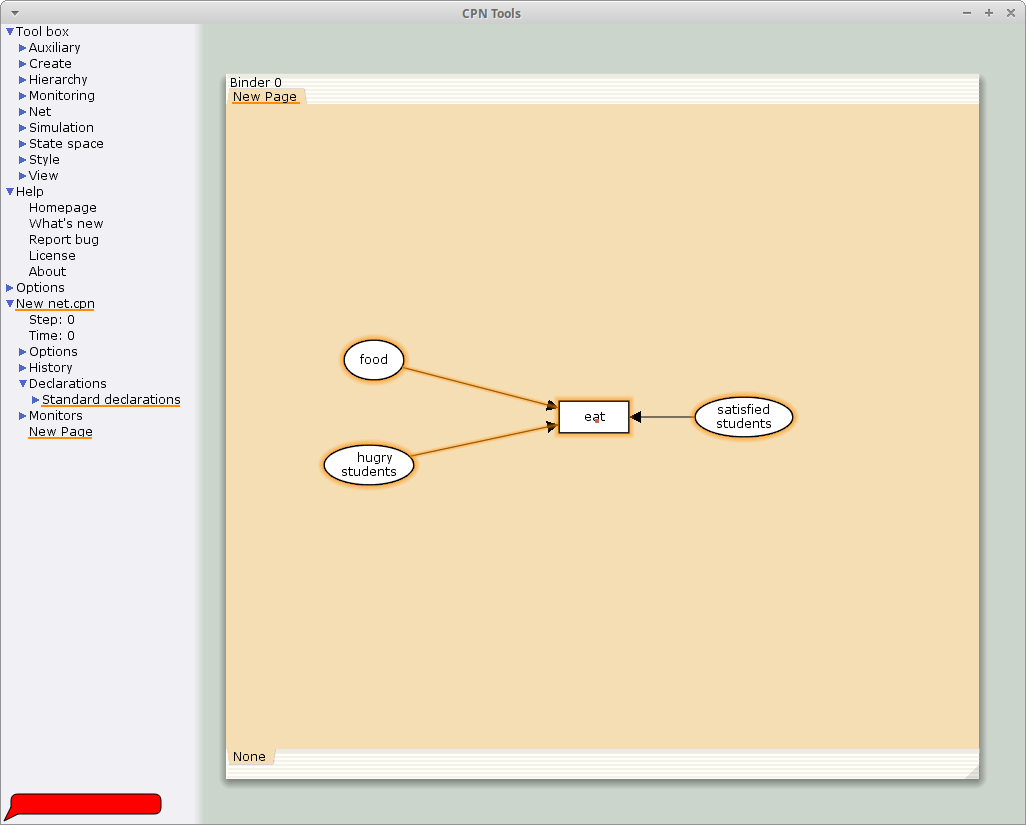 CPN Tools
Tool box
Auxiliary
Create
Hierarchy
Monitoring
Net
Simulation
State space
Style
View
Help
Homepage
What's new
Report bug
License
About
Options
New net.cpn
Step: 0
Time: 0
Options
History
Declarations
Standard declarations
Monitors
New Page
Binder 0
New Page
food
hugry
students
eat
satisfied
students
None